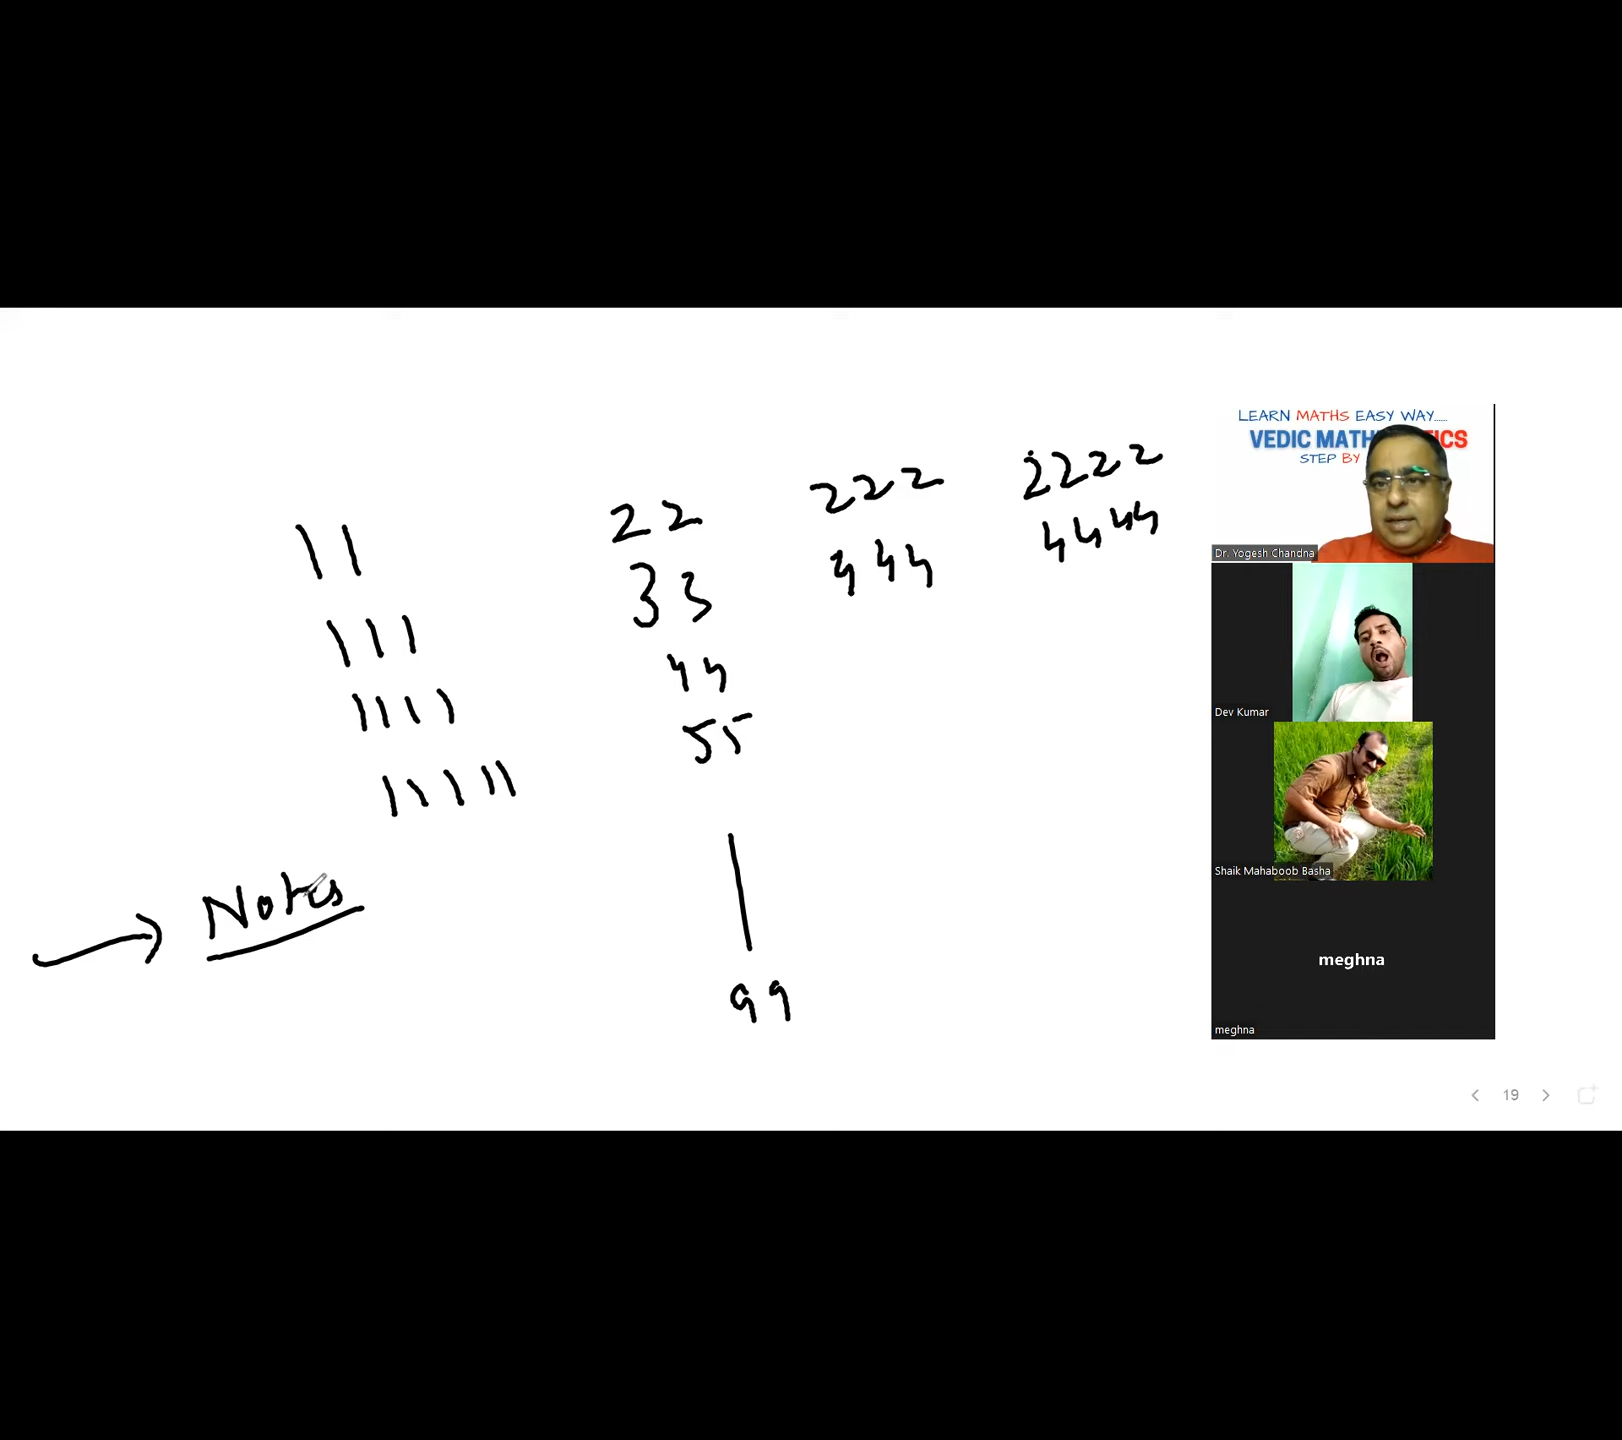 11
111
1111
11111
→ Notes
22
33
44
55
|
99
222
444
2222
4444
LEARN MATHS EASY WAY......
VEDIC MATH ICS
STEP BY
Dr. Yogesh Chandna
Dev Kumar
Shaik Mahaboob Basha
meghna
meghna
19